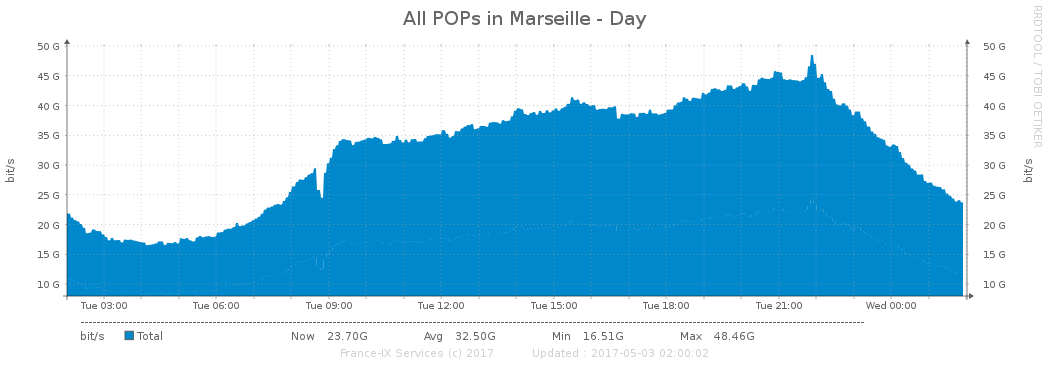 All POPs in Marseille - Day
RRDTOOL / TOBI OETIKER
50 G 50 G
45 G 45 G
40 G 40 G
35 G 35 G
30 G 30 G
25 G 25 G
20 G 20 G
15 G 15 G
10 G 10 G
bit/s
bit/s
Tue 03:00 Tue 06:00 Tue 09:00 Tue 12:00 Tue 15:00 Tue 18:00 Tue 21:00 Wed 00:00
bit/s Total Now 23.70G Avg 32.50G Min 16.51G Max 48.46G
France-IX Services (c) 2017 Updated : 2017-05-03 02:00:02